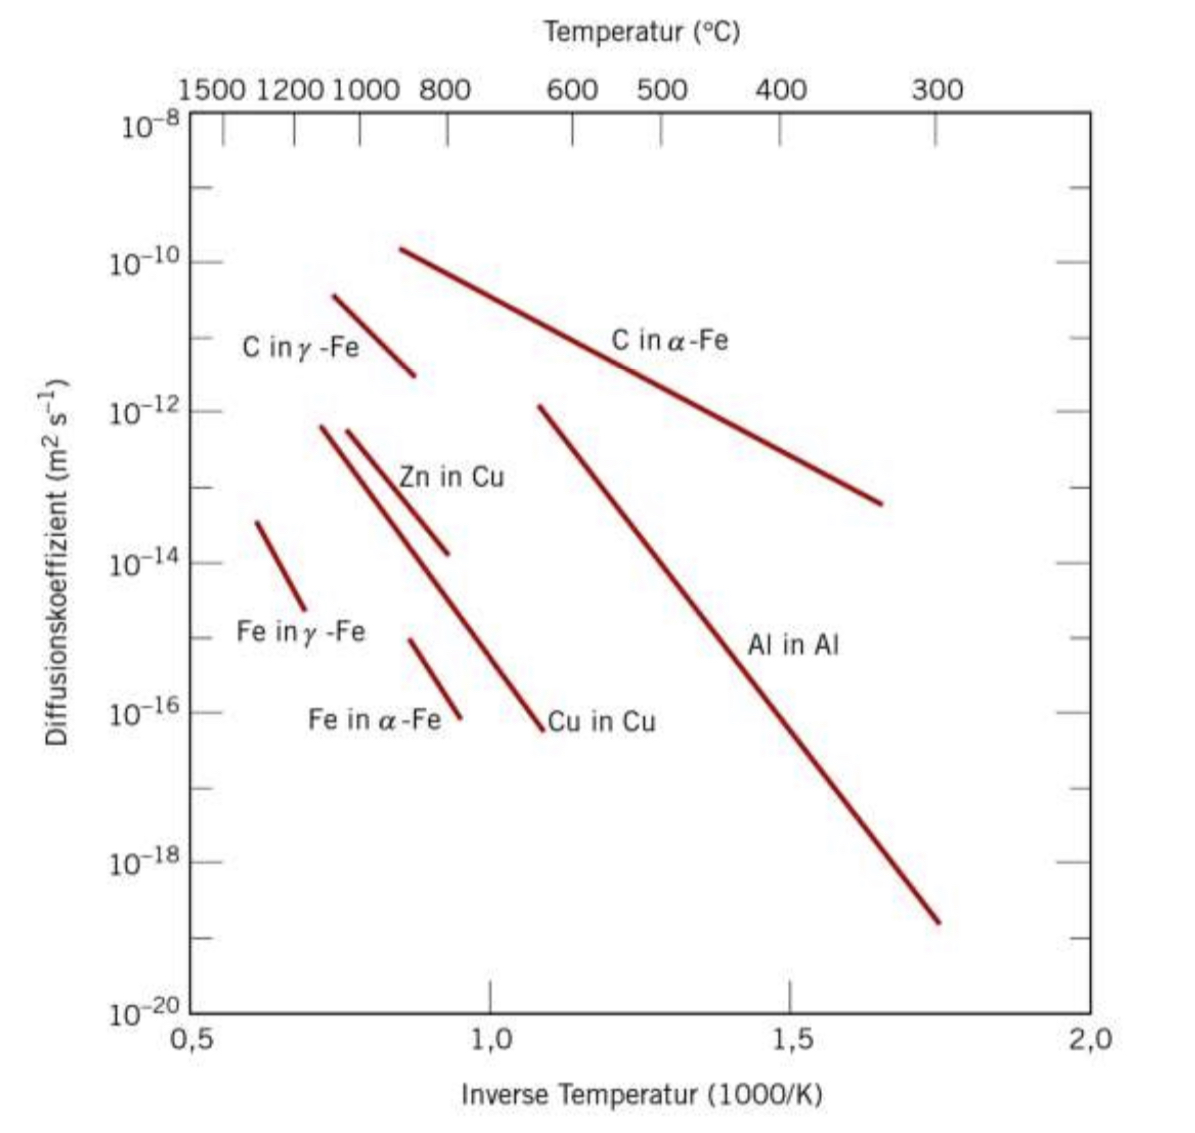 Temperatur (°C)
1500 1200 1000 800 600 500 400 300
10⁻⁸
10⁻¹⁰
C in α-Fe
C in γ -Fe
10⁻¹²
Zn in Cu
10⁻¹⁴
Fe in γ -Fe
Al in Al
10⁻¹⁶
Fe in α-Fe
Cu in Cu
10⁻¹⁸
10⁻²⁰
Diffusionskoeffizient (m² s⁻¹)
0,5 1,0 1,5 2,0
Inverse Temperatur (1000/K)